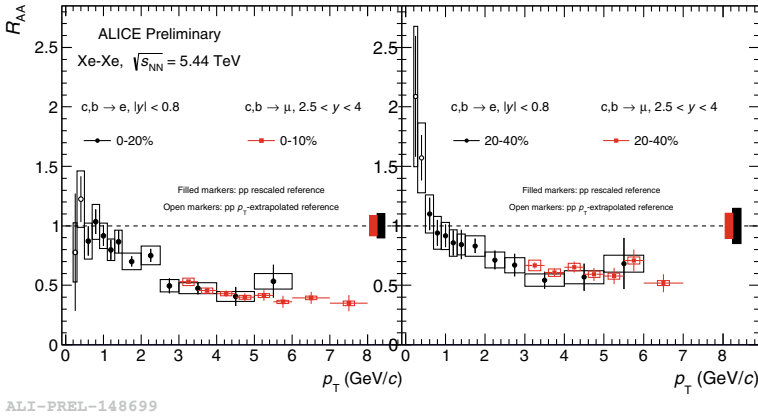 R_AA
2.5
2
1.5
1
0.5
0
ALICE Preliminary
Xe-Xe, √s_NN = 5.44 TeV
c,b → e, |y| < 0.8
c,b → μ, 2.5 < y < 4
0-20%
0-10%
Filled markers: pp rescaled reference
Open markers: pp p_T-extrapolated reference
0 1 2 3 4 5 6 7 8
p_T (GeV/c)
2.5
2
1.5
1
0.5
0
c,b → e, |y| < 0.8
c,b → μ, 2.5 < y < 4
20-40%
20-40%
Filled markers: pp rescaled reference
Open markers: pp p_T-extrapolated reference
0 1 2 3 4 5 6 7 8
p_T (GeV/c)
ALI-PREL-148699